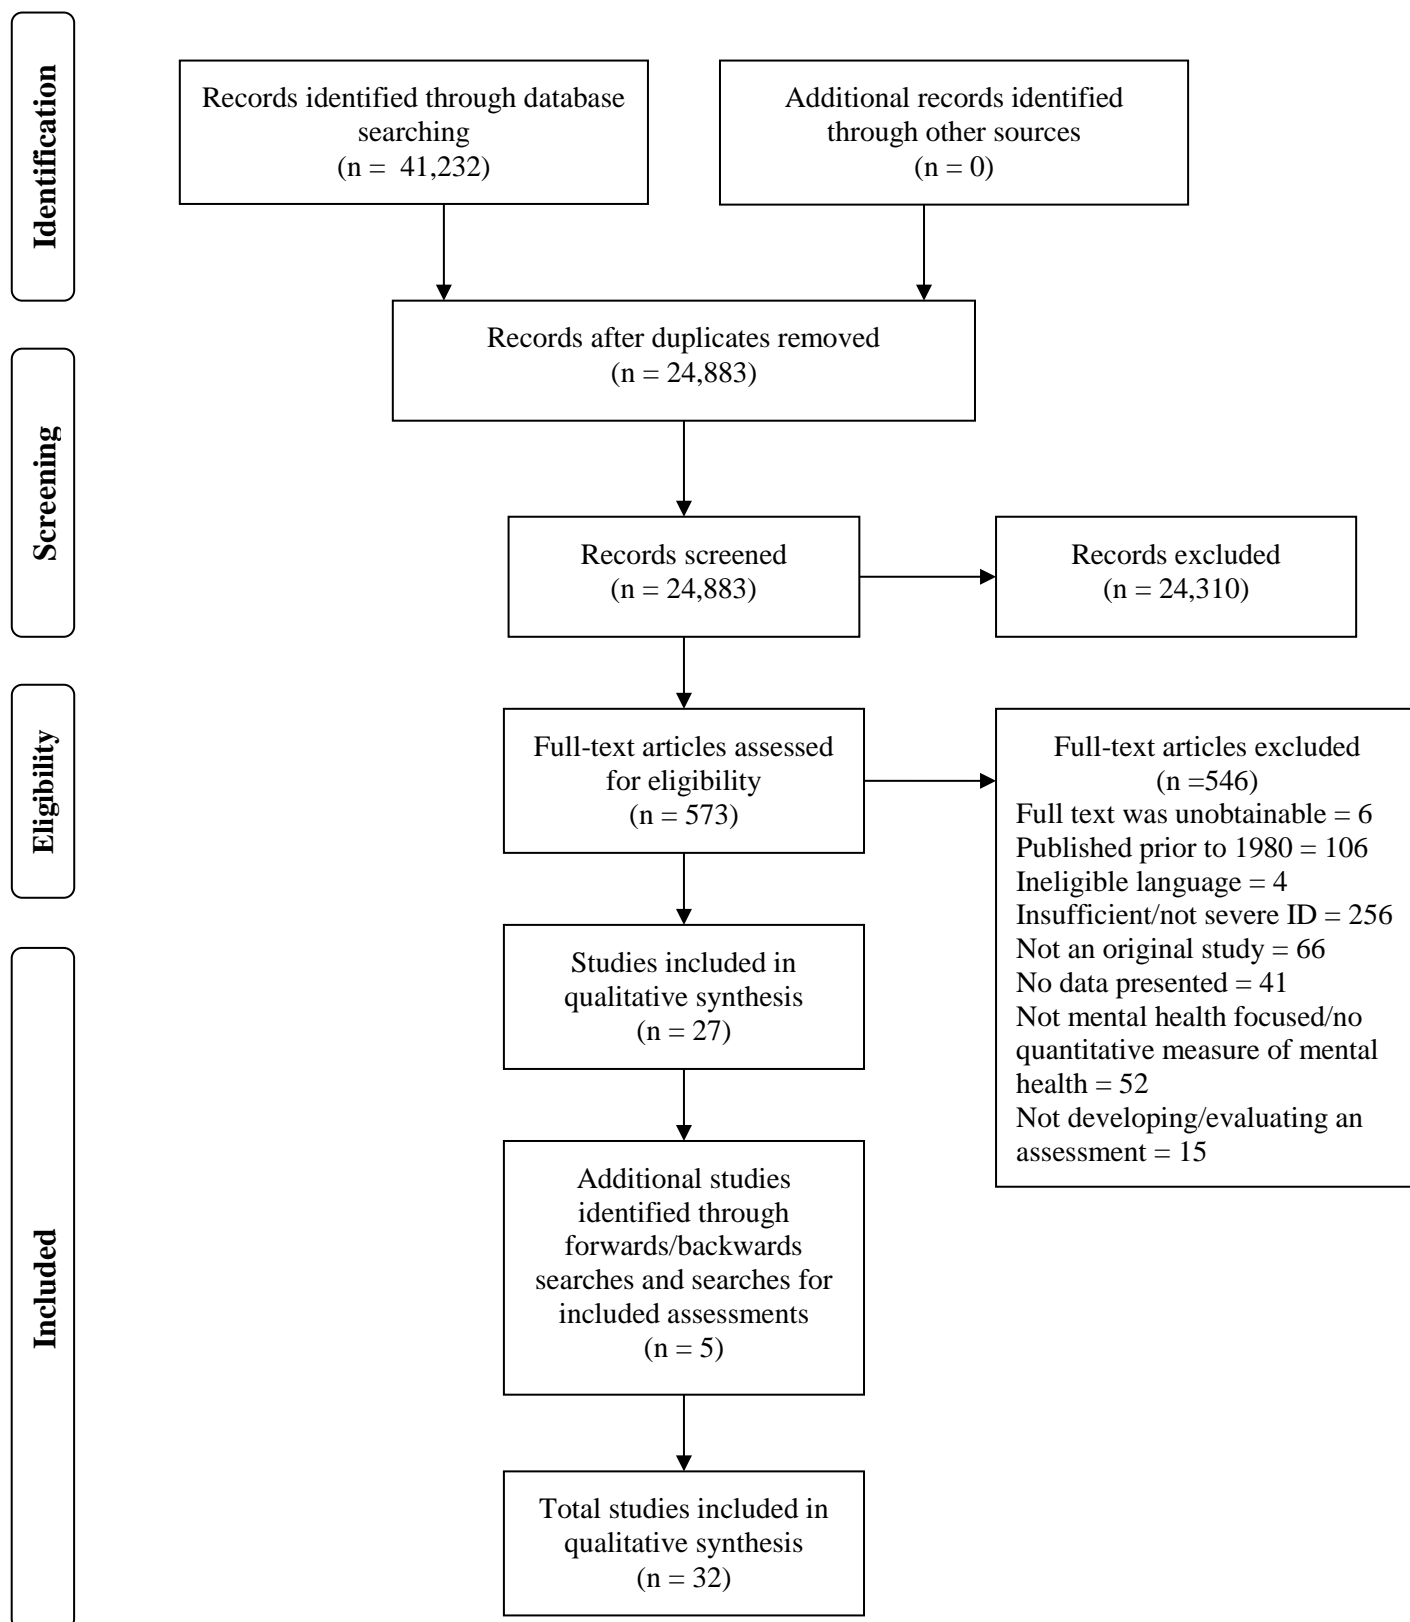 Identification
Records identified through database
searching
(n =  41,232)
Additional records identified
through other sources
(n = 0)
Records after duplicates removed
(n = 24,883)
Screening
Records screened
(n = 24,883)
Records excluded
(n = 24,310)
Eligibility
Full-text articles assessed
for eligibility
(n = 573)
Full-text articles excluded
(n =546)
Full text was unobtainable = 6
Published prior to 1980 = 106
Ineligible language = 4
Insufficient/not severe ID = 256
Not an original study = 66
No data presented = 41
Not mental health focused/no
quantitative measure of mental
health = 52
Not developing/evaluating an
assessment = 15
Included
Studies included in
qualitative synthesis
(n = 27)
Additional studies
identified through
forwards/backwards
searches and searches for
included assessments
(n = 5)
Total studies included in
qualitative synthesis
(n = 32)